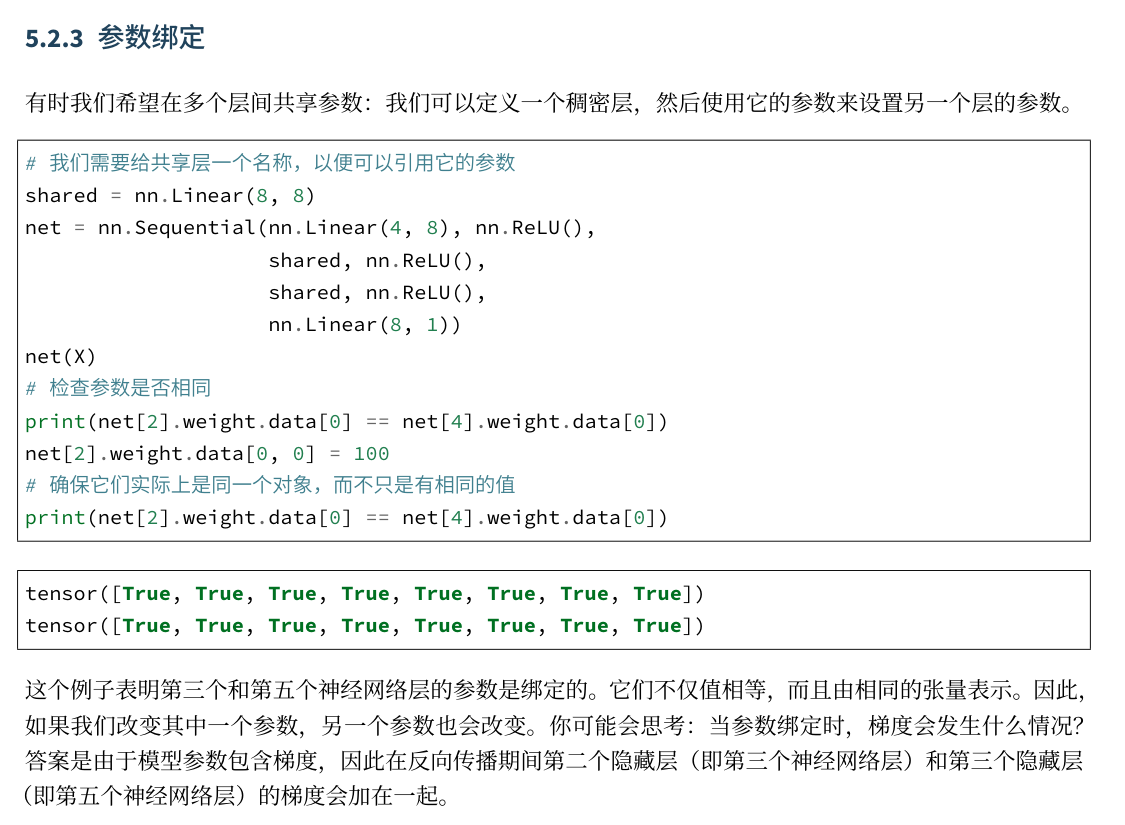 5.2.3 参数绑定
有时我们希望在多个层间共享参数：我们可以定义一个稠密层，然后使用它的参数来设置另一个层的参数。
# 我们需要给共享层一个名称，以便可以引用它的参数
shared = nn.Linear(8, 8)
net = nn.Sequential(nn.Linear(4, 8), nn.ReLU(),
                    shared, nn.ReLU(),
                    shared, nn.ReLU(),
                    nn.Linear(8, 1))
net(X)
# 检查参数是否相同
print(net[2].weight.data[0] == net[4].weight.data[0])
net[2].weight.data[0, 0] = 100
# 确保它们实际上是同一个对象，而不只是有相同的值
print(net[2].weight.data[0] == net[4].weight.data[0])
tensor([True, True, True, True, True, True, True, True])
tensor([True, True, True, True, True, True, True, True])
这个例子表明第三个和第五个神经网络层的参数是绑定的。它们不仅值相等，而且由相同的张量表示。因此，
如果我们改变其中一个参数，另一个参数也会改变。你可能会思考：当参数绑定时，梯度会发生什么情况？
答案是由于模型参数包含梯度，因此在反向传播期间第二个隐藏层（即第三个神经网络层）和第三个隐藏层
（即第五个神经网络层）的梯度会加在一起。